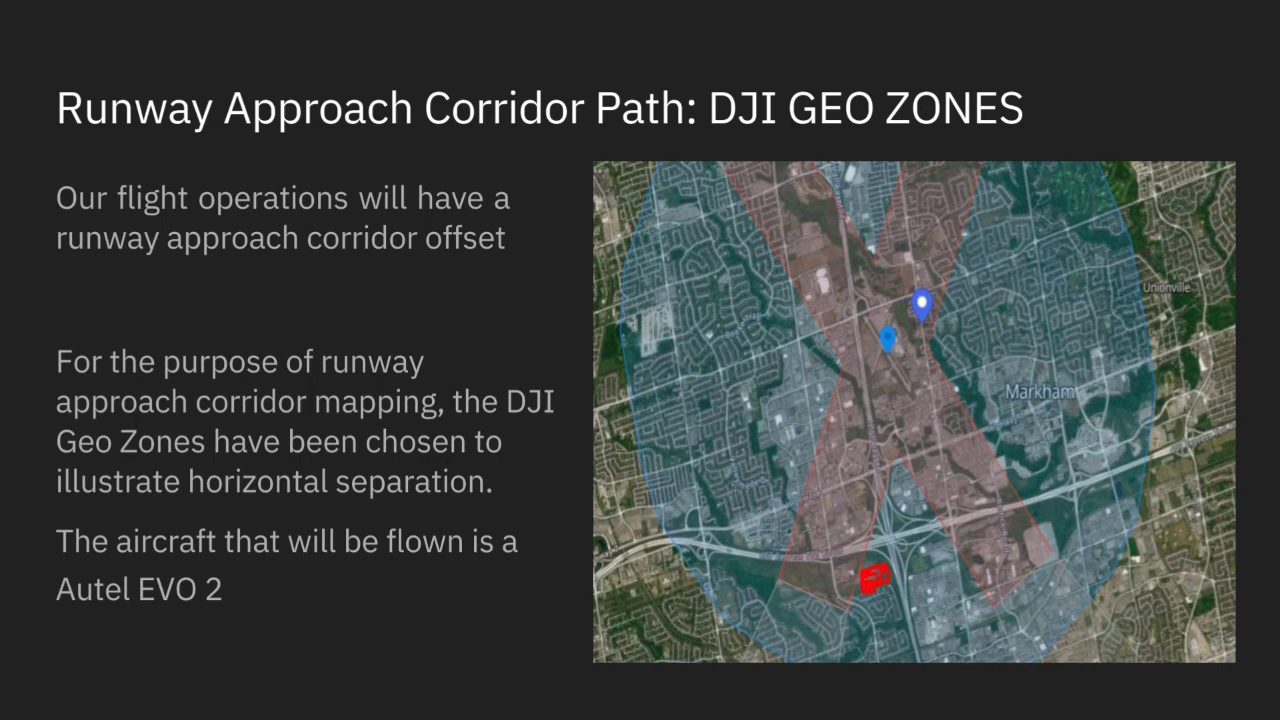 Runway Approach Corridor Path: DJI GEO ZONES
Our flight operations will have a
runway approach corridor offset
For the purpose of runway
approach corridor mapping, the DJI
Geo Zones have been chosen to
illustrate horizontal separation.
The aircraft that will be flown is a
Autel EVO 2
Unionville
Markham